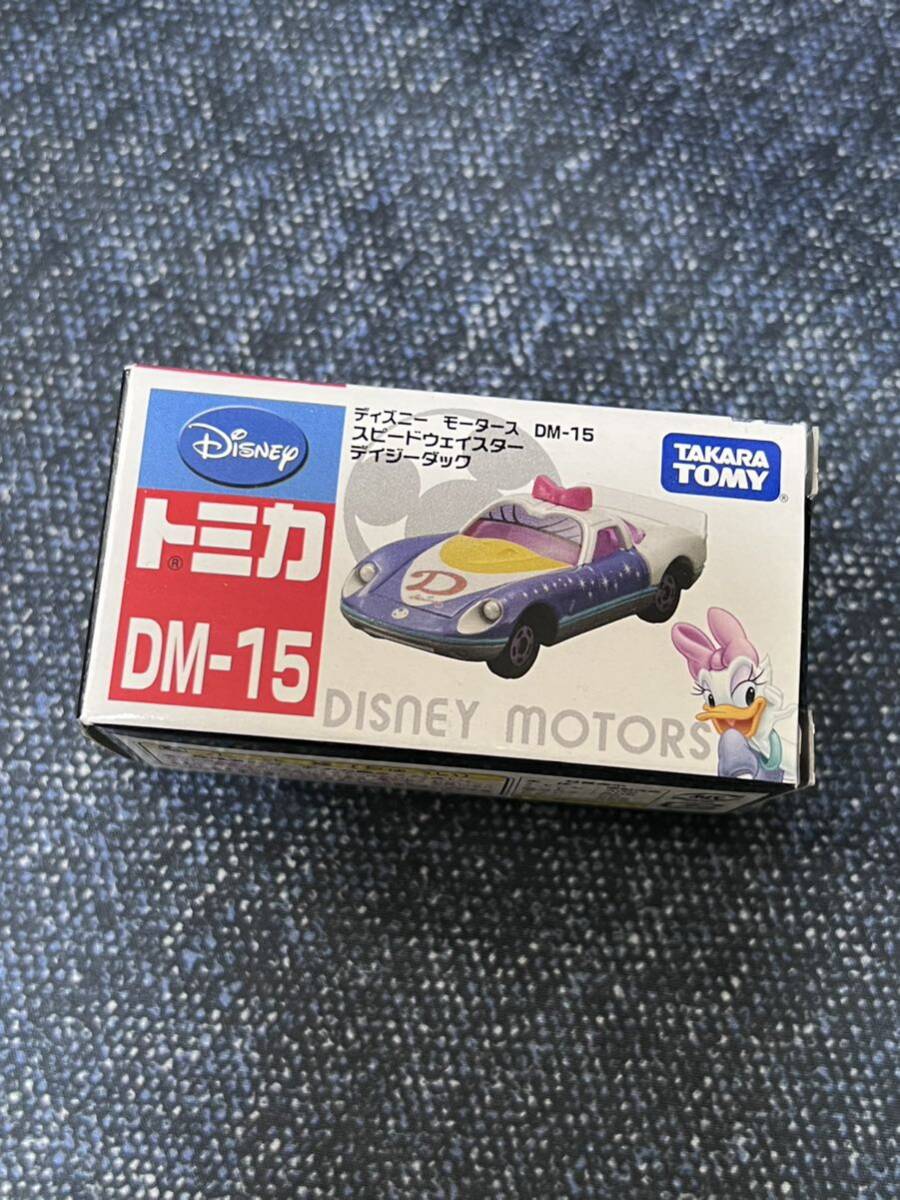 Disney
トミカ
®
DM-15
ディズニー モータース DM-15
スピードウェイスター
デイジーダック
TAKARA
TOMY
®
D
DISNEY MOTORS